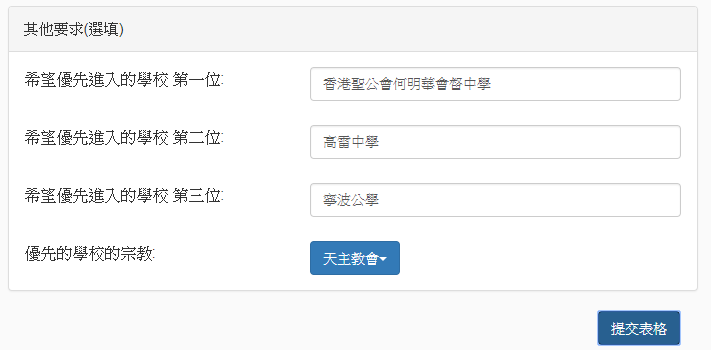 其他要求(選填)
希望優先進入的學校 第一位:
香港聖公會何明華會督中學
希望優先進入的學校 第二位:
高雷中學
希望優先進入的學校 第三位:
寧波公學
優先的學校的宗教:
天主教會
提交表格